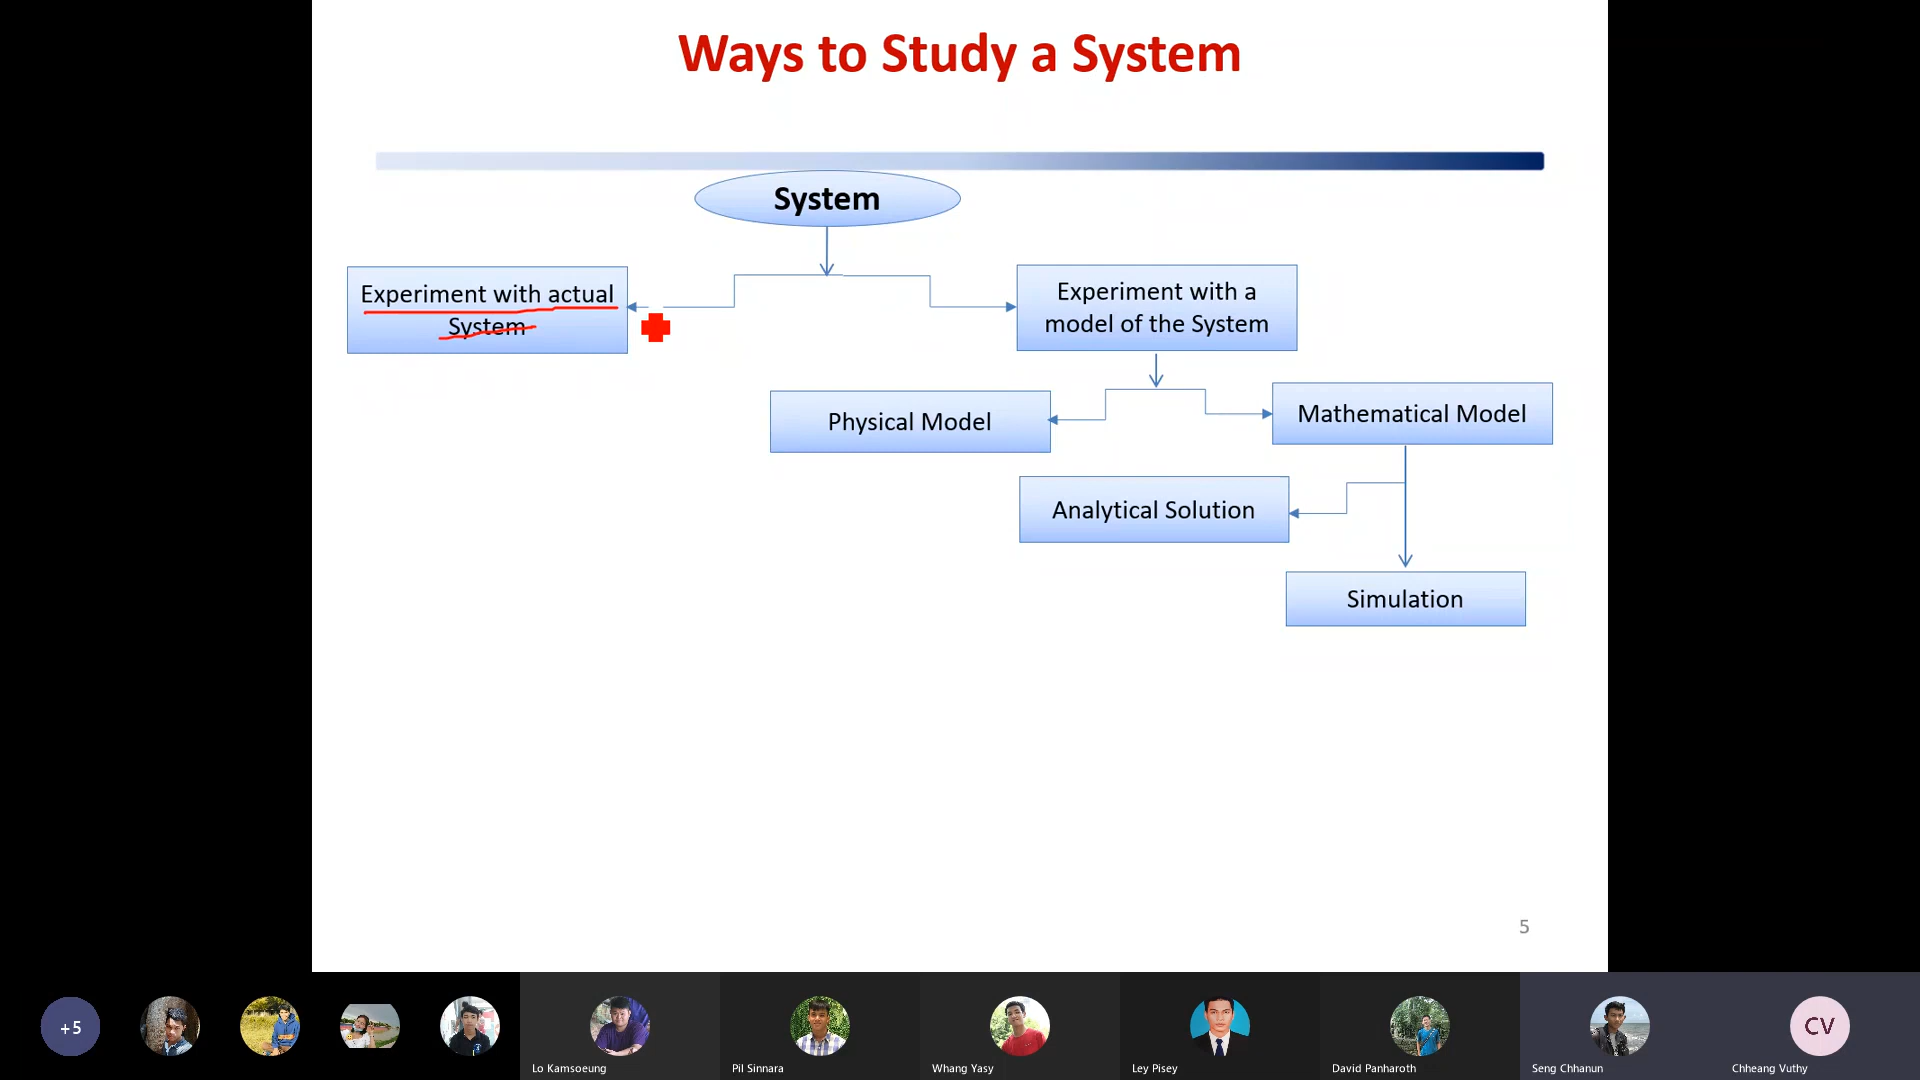 Ways to Study a System
System
Experiment with actual
System
Experiment with a
model of the System
Physical Model
Mathematical Model
Analytical Solution
Simulation
5
+5
Lo Kamsoeung
Pil Sinnara
Whang Yasy
Ley Pisey
David Panharoth
Seng Chhanun
CV
Chheang Vuthy